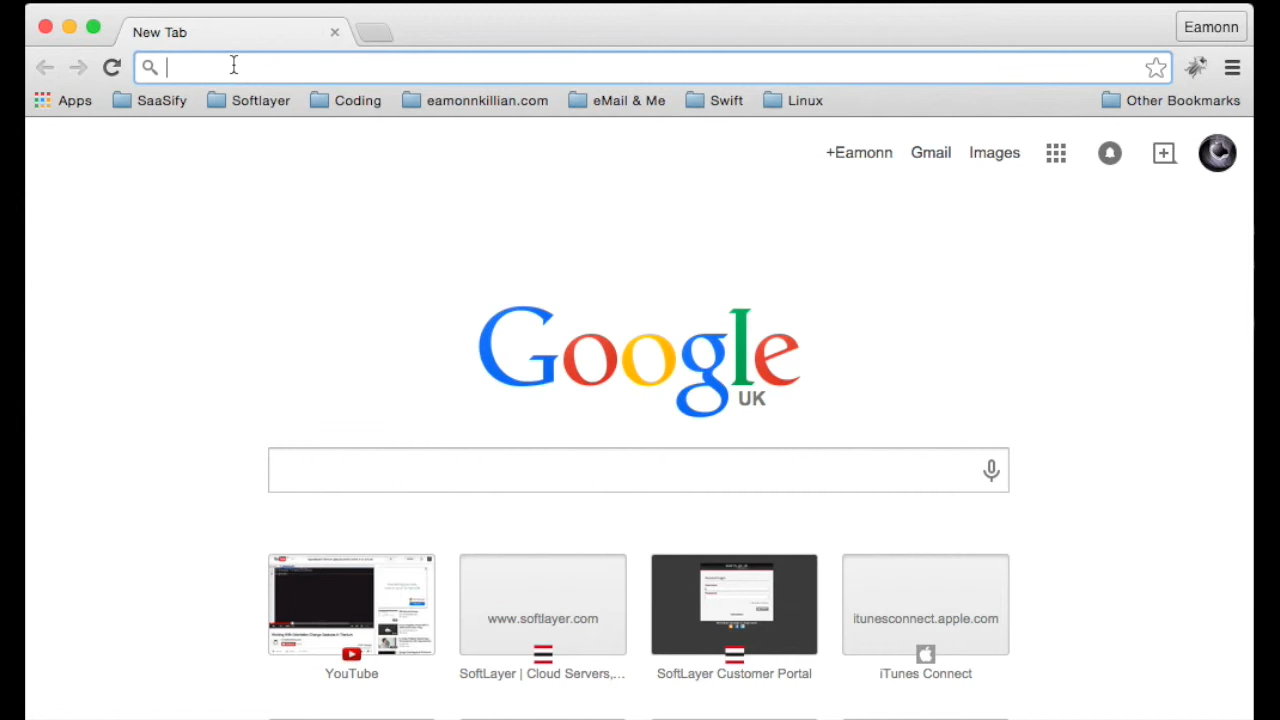 New Tab
Eamonn
Apps SaaSify Softlayer Coding eamonnkillian.com eMail & Me Swift Linux Other Bookmarks
+Eamonn Gmail Images
Google
UK
www.softlayer.com
itunesconnect.apple.com
YouTube SoftLayer | Cloud Servers,... SoftLayer Customer Portal iTunes Connect